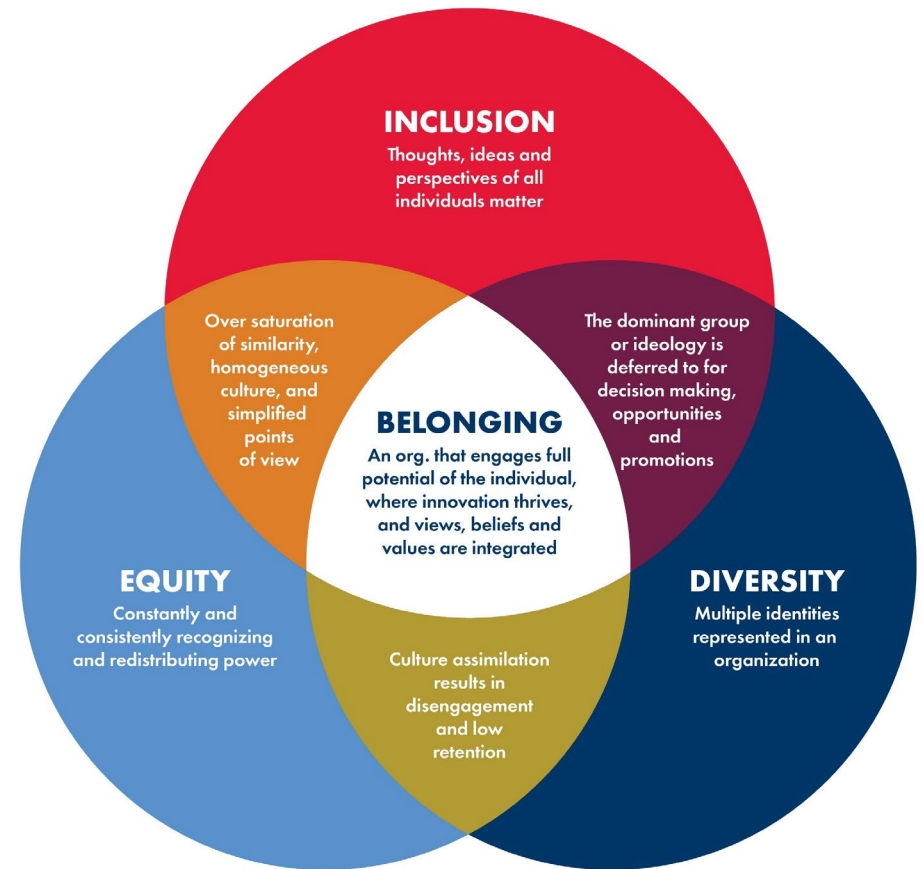 INCLUSION
Thoughts, ideas and
perspectives of all
individuals matter
Over saturation
of similarity,
homogeneous
culture, and
simplified
points
of view
The dominant group
or ideology is
deferred to for
decision making,
opportunities
and
promotions
BELONGING
An org. that engages full
potential of the individual,
where innovation thrives,
and views, beliefs and
values are integrated
EQUITY
Constantly and
consistently recognizing
and redistributing power
DIVERSITY
Multiple identities
represented in an
organization
Culture assimilation
results in
disengagement
and low
retention